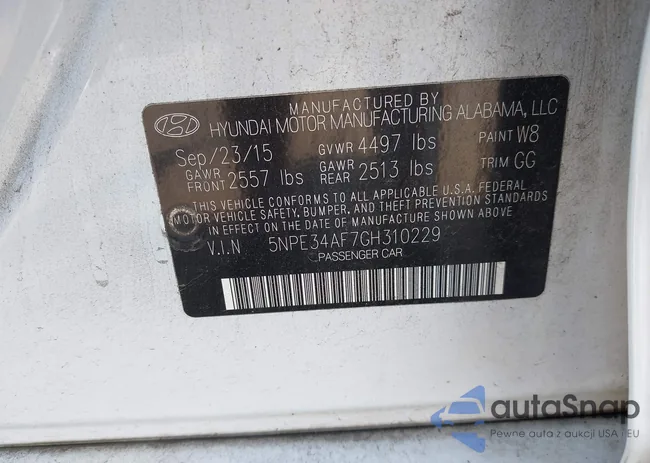 MANUFACTURED BY
HYUNDAI MOTOR MANUFACTURING ALABAMA, LLC
Sep/23/15 GVWR 4497 lbs PAINT W8
GAWR FRONT 2557 lbs GAWR REAR 2513 lbs TRIM GG
THIS VEHICLE CONFORMS TO ALL APPLICABLE U.S.A. FEDERAL
MOTOR VEHICLE SAFETY, BUMPER, AND THEFT PREVENTION STANDARDS
IN EFFECT ON THE DATE OF MANUFACTURE SHOWN ABOVE.
V.I.N 5NPE34AF7GH310229
PASSENGER CAR
autaSnap
Pewne auta z aukcji USA i EU